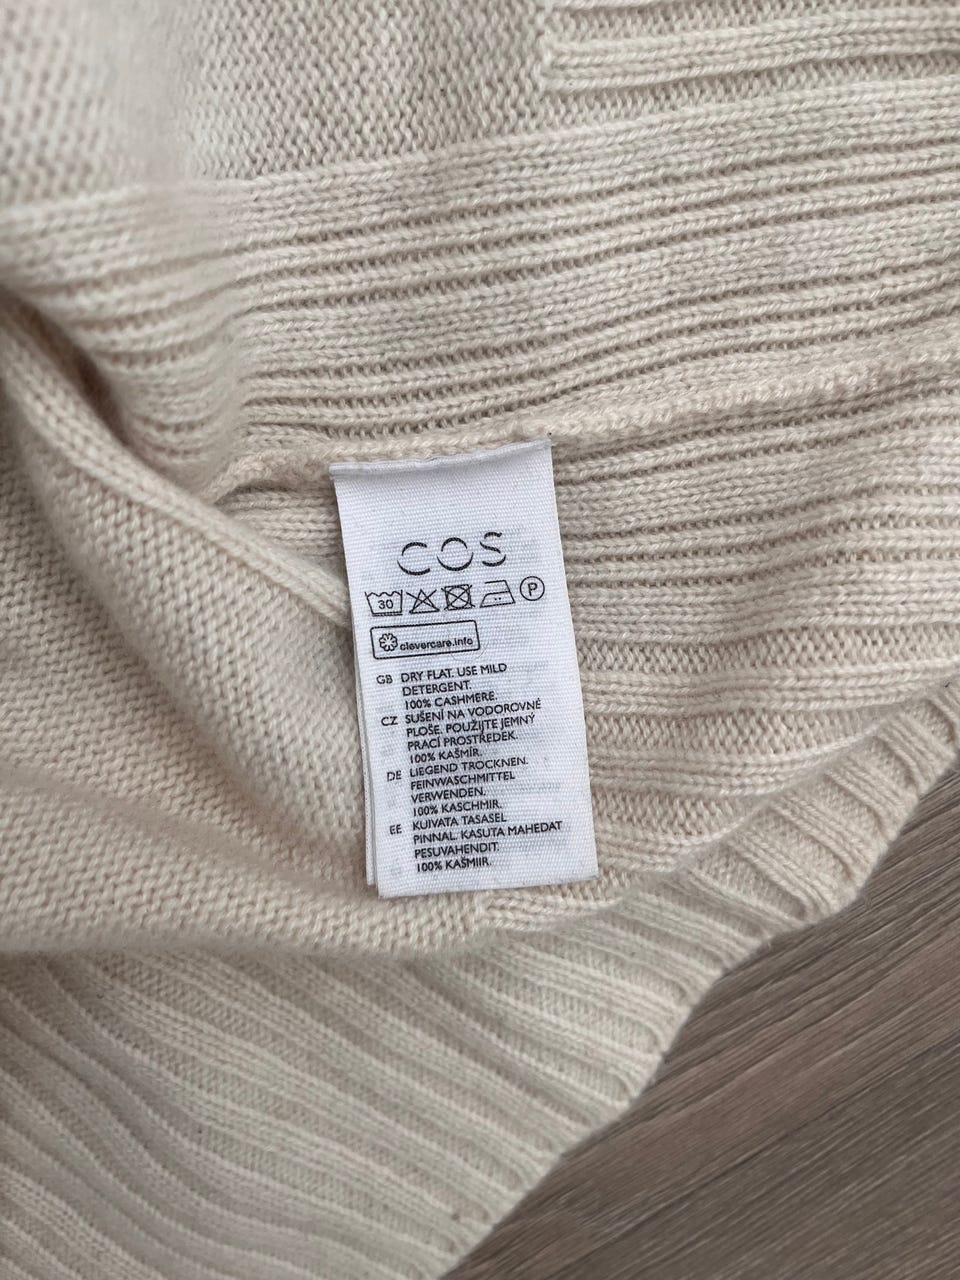 COS
30 P
clevercare.info
GB DRY FLAT. USE MILD
DETERGENT.
100% CASHMERE.
CZ SUŠENÍ NA VODOROVNÉ
PLOŠE. POUŽIJTE JEMNÝ
PRACÍ PROSTŘEDEK.
100% KAŠMÍR.
DE LIEGEND TROCKNEN.
FEINWASCHMITTEL
VERWENDEN.
100% KASCHMIR.
EE KUIVATA TASASEL
PINNAL. KASUTA MAHEDAT
PESUVAHENDIT.
100% KAŠMIIR.